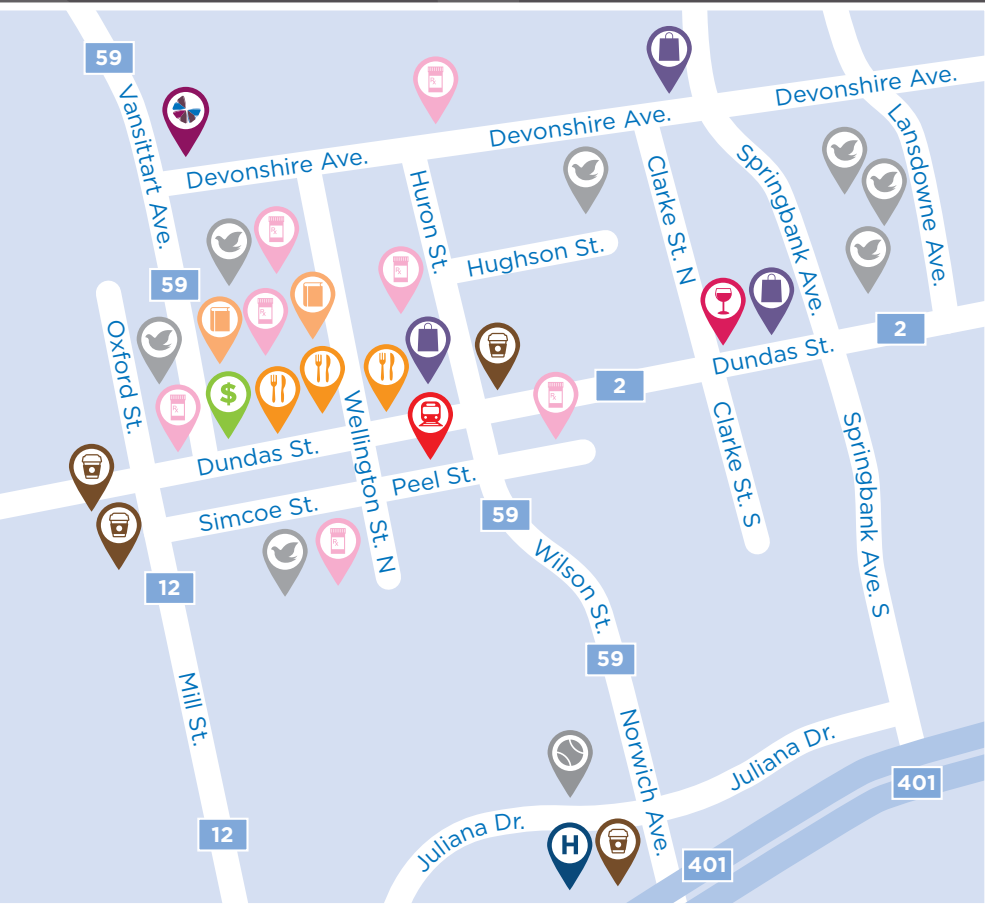 59
Vansittart Ave.
Devonshire Ave.
Devonshire Ave.
Devonshire Ave.
Lansdowne Ave.
Springbank Ave.
Clarke St. N
Huron St.
Hughson St.
59
Oxford St.
2
Dundas St.
2
$
Wellington St. N
Dundas St.
Peel St.
Simcoe St.
Clarke St. S
Springbank Ave. S
59
Wilson St.
12
59
Mill St.
Norwich Ave.
Juliana Dr.
401
12
Juliana Dr.
H
401